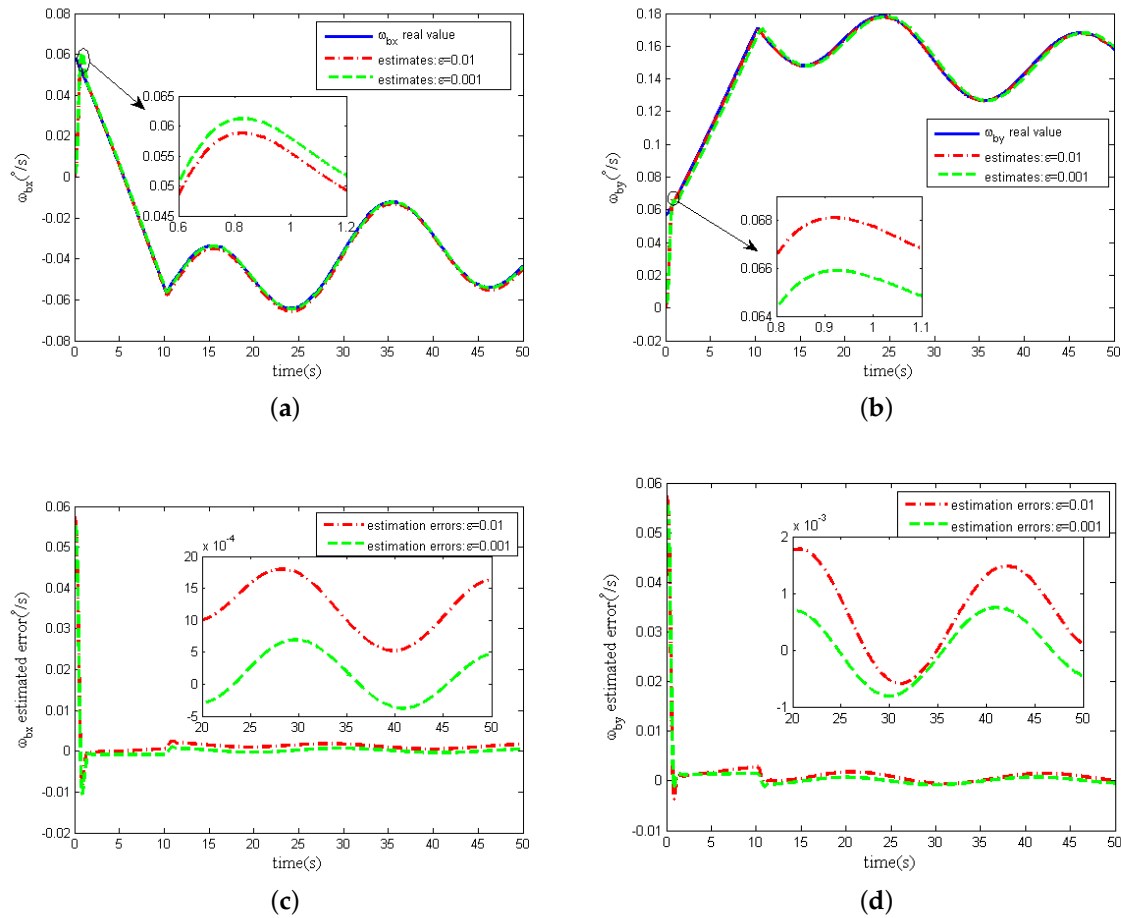 0.08
0.06
0.04
0.02
0
-0.02
-0.04
-0.06
-0.08
ω_bx(°/s)
ω_bx real value
estimates:ε=0.01
estimates:ε=0.001
0.065
0.06
0.055
0.05
0.045
0.6 0.8 1 1.2
0 5 10 15 20 25 30 35 40 45 50
time(s)
(a)
0.18
0.16
0.14
0.12
0.1
0.08
0.06
0.04
0.02
0
-0.02
ω_by(°/s)
ω_by real value
estimates:ε=0.01
estimates:ε=0.001
0.068
0.066
0.064
0.8 0.9 1 1.1
0 5 10 15 20 25 30 35 40 45 50
time(s)
(b)
0.06
0.05
0.04
0.03
0.02
0.01
0
-0.01
-0.02
ω_bx estimated error(°/s)
estimation errors:ε=0.01
estimation errors:ε=0.001
x 10⁻⁴
20
15
10
5
0
-5
20 25 30 35 40 45 50
0 5 10 15 20 25 30 35 40 45 50
time(s)
(c)
0.06
0.05
0.04
0.03
0.02
0.01
0
-0.01
ω_by estimated error(°/s)
estimation errors:ε=0.01
estimation errors:ε=0.001
x 10⁻³
2
1
0
-1
20 25 30 35 40 45 50
0 5 10 15 20 25 30 35 40 45 50
time(s)
(d)